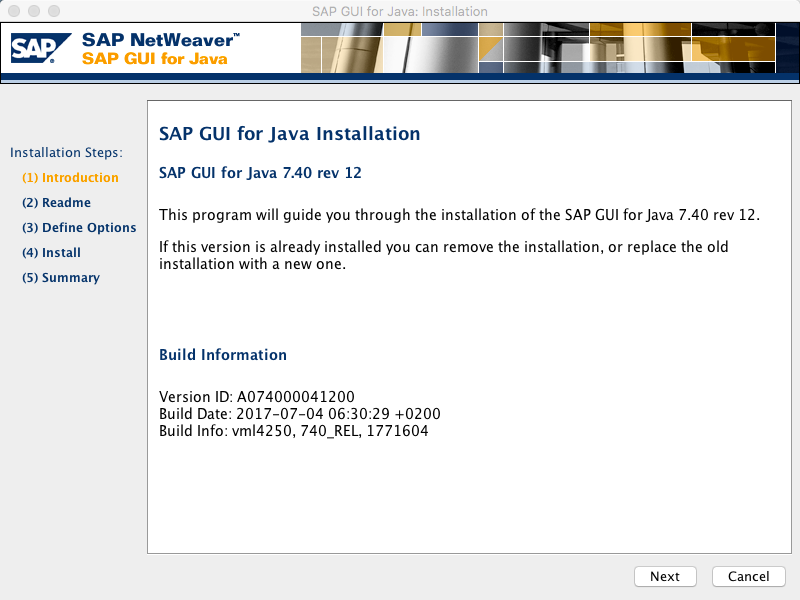 SAP GUI for Java: Installation
SAP
SAP NetWeaver™
SAP GUI for Java
Installation Steps:
(1) Introduction
(2) Readme
(3) Define Options
(4) Install
(5) Summary
SAP GUI for Java Installation
SAP GUI for Java 7.40 rev 12
This program will guide you through the installation of the SAP GUI for Java 7.40 rev 12.
If this version is already installed you can remove the installation, or replace the old
installation with a new one.
Build Information
Version ID: A074000041200
Build Date: 2017-07-04 06:30:29 +0200
Build Info: vml4250, 740_REL, 1771604
Next
Cancel